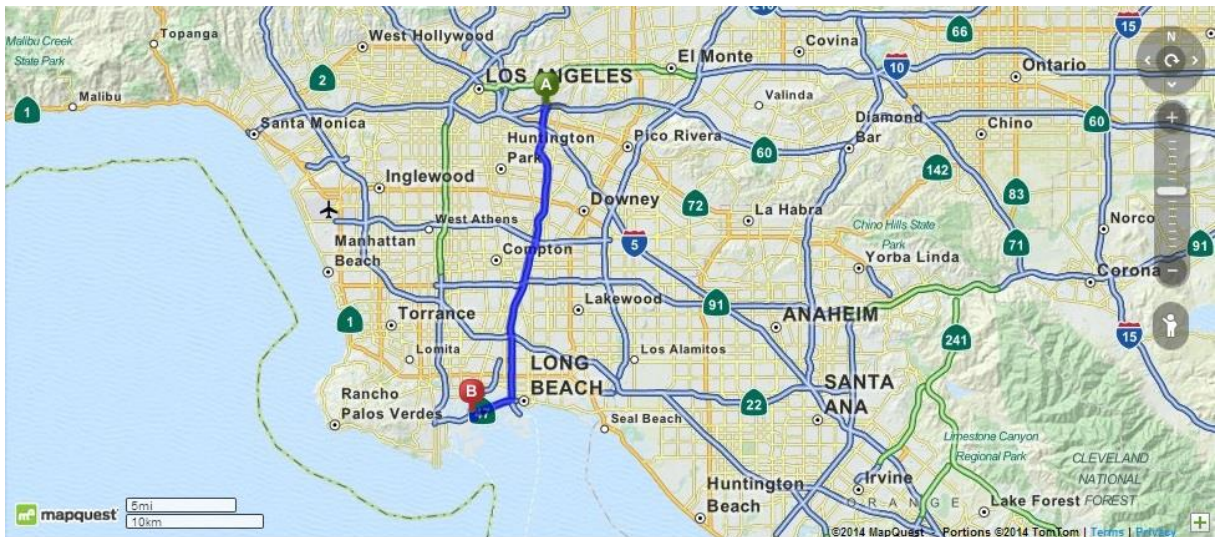 Malibu Creek
State Park
Topanga
West Hollywood
Covina
66
15
N
El Monte
10
Ontario
LOS ANGELES
A
2
Malibu
1
Valinda
Diamond
Bar
Chino
60
Santa Monica
Huntington
Park
Pico Rivera
60
142
83
Inglewood
Downey
72
La Habra
Norco
West Athens
Chino Hills State
Park
Manhattan
Beach
Compton
5
71
91
Yorba Linda
Corona
Lakewood
91
ANAHEIM
1
Torrance
241
15
Lomita
LONG
BEACH
Los Alamitos
B
47
Rancho
Palos Verdes
22
SANTA
ANA
Seal Beach
Limestone Canyon
Regional Park
CLEVELAND
NATIONAL
FOREST
Huntington
Beach
Irvine
ORANGE
Lake Forest
mapquest
5mi
10km
©2014 MapQuest - Portions ©2014 TomTom | Terms | Privacy